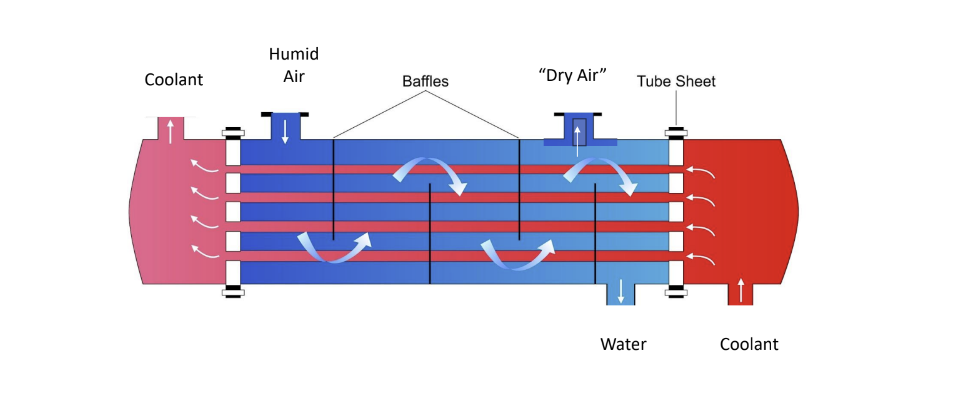 Humid
Air
Coolant
Baffles
“Dry Air”
Tube Sheet
Water
Coolant